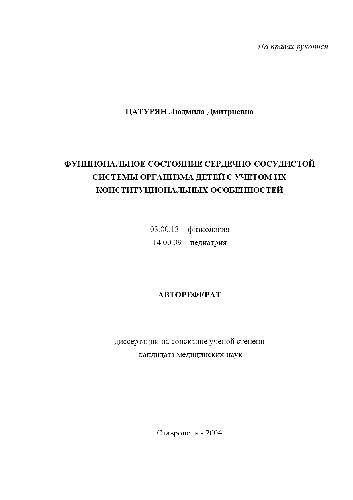 На правах рукописи
ЦАТУРЯН Людмила Дмитриевна
ФУНЦИОНАЛЬНОЕ СОСТОЯНИЕ СЕРДЕЧНО-СОСУДИСТОЙ
СИСТЕМЫ ОРГАНИЗМА ДЕТЕЙ С УЧЕТОМ ИХ
КОНСТИТУЦИОНАЛЬНЫХ ОСОБЕННОСТЕЙ
03.00.13 – физиология
14.00.09 – педиатрия
АВТОРЕФЕРАТ
диссертации на соискание ученой степени
кандидата медицинских наук
Ставрополь - 2004